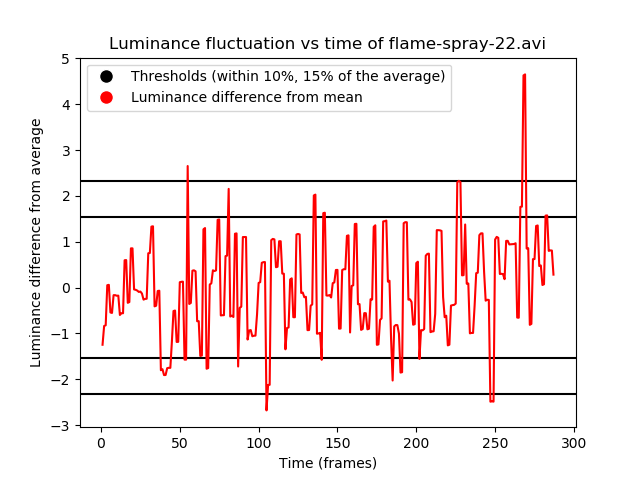 Luminance fluctuation vs time of flame-spray-22.avi
Thresholds (within 10%, 15% of the average)
Luminance difference from mean
Luminance difference from average
5
4
3
2
1
0
−1
−2
−3
0 50 100 150 200 250 300
Time (frames)